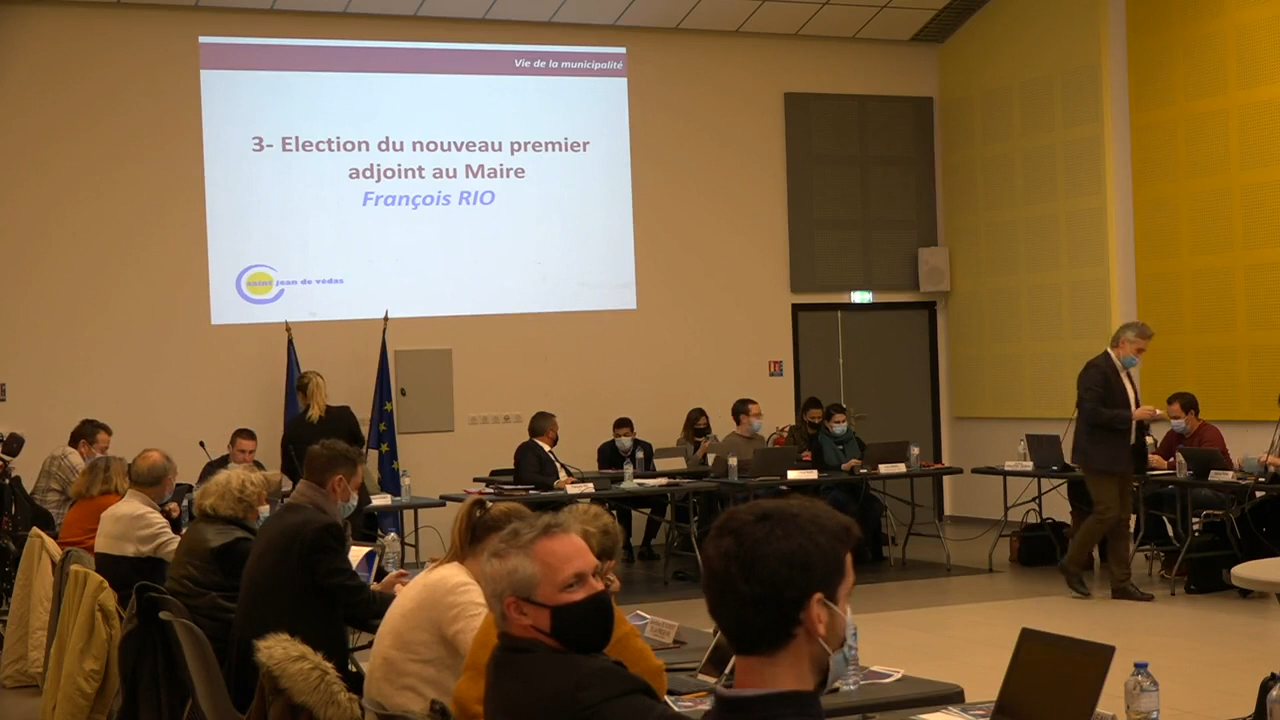 Vie de la municipalité
3- Election du nouveau premier
adjoint au Maire
François RIO
saint jean de védas